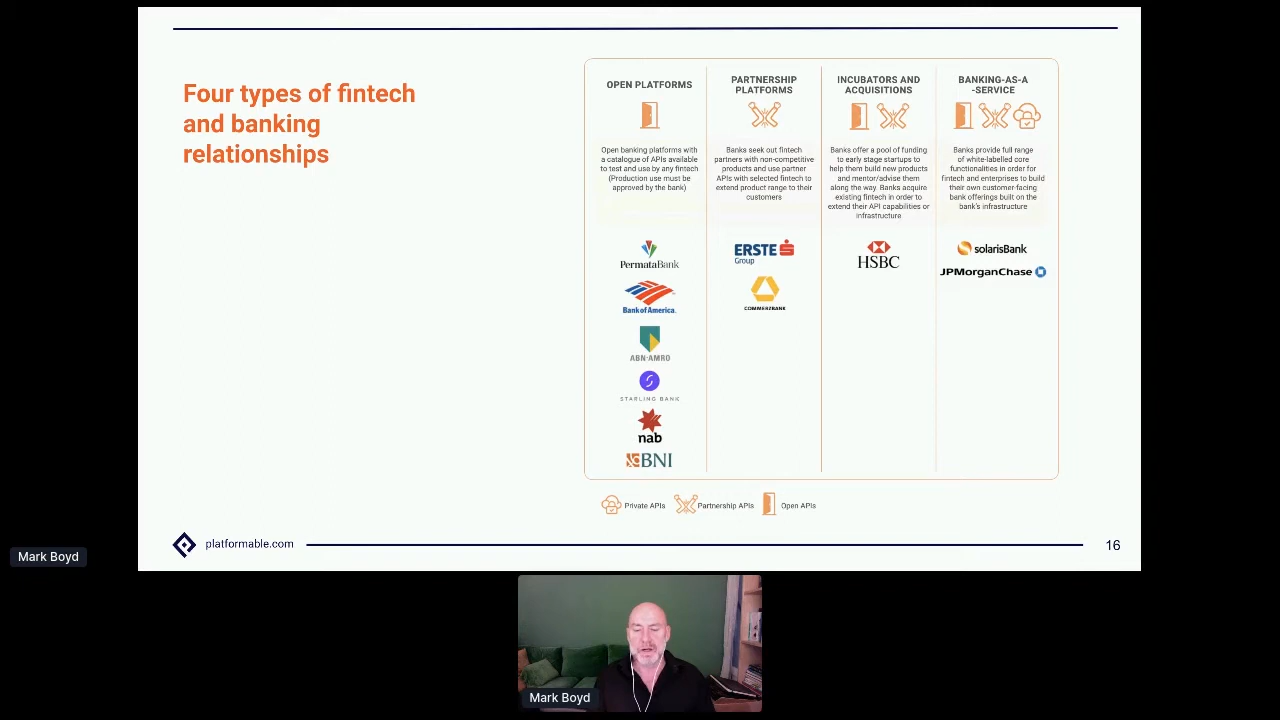 Four types of fintech
and banking
relationships
OPEN PLATFORMS
Open banking platforms with
a catalogue of APIs available
to test and use by any fintech
(Production use must be
approved by the bank)
PermataBank
Bank of America.
ABN·AMRO
STARLING BANK
nab
BNI
PARTNERSHIP
PLATFORMS
Banks seek out fintech
partners with non-competitive
products and use partner
APIs with selected fintech to
extend product range to their
customers
ERSTE
Group
COMMERZBANK
INCUBATORS AND
ACQUISITIONS
Banks offer a pool of funding
to early stage startups to
help them build new products
and mentor/advise them
along the way. Banks acquire
existing fintech in order to
extend their API capabilities or
infrastructure
HSBC
BANKING-AS-A
-SERVICE
Banks provide full range
of white-labelled core
functionalities in order for
fintech and enterprises to build
their own customer-facing
bank offerings built on the
bank's infrastructure
solarisBank
JPMorganChase
Private APIs
Partnership APIs
Open APIs
platformable.com
16
Mark Boyd
Mark Boyd